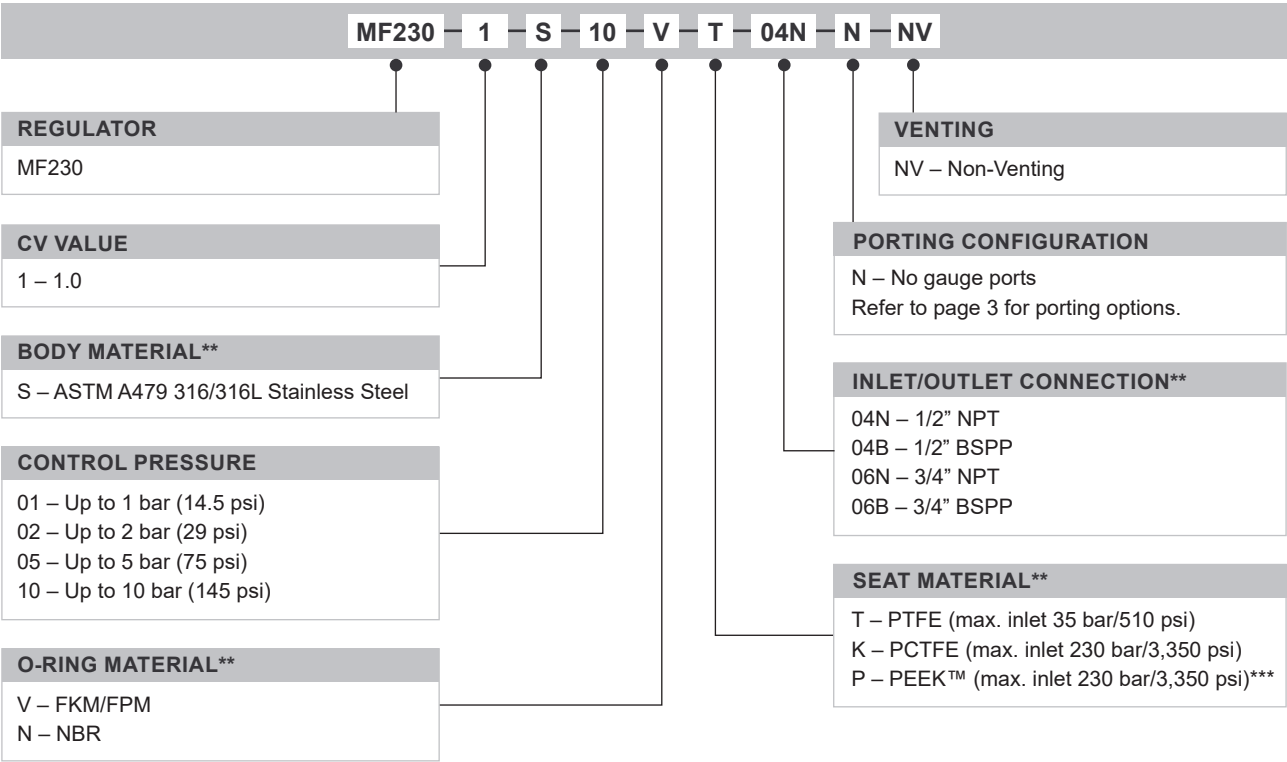 MF230 1 S 10 V T 04N N NV
REGULATOR
MF230
CV VALUE
1 – 1.0
BODY MATERIAL**
S – ASTM A479 316/316L Stainless Steel
CONTROL PRESSURE
01 – Up to 1 bar (14.5 psi)
02 – Up to 2 bar (29 psi)
05 – Up to 5 bar (75 psi)
10 – Up to 10 bar (145 psi)
O-RING MATERIAL**
V – FKM/FPM
N – NBR
VENTING
NV – Non-Venting
PORTING CONFIGURATION
N – No gauge ports
Refer to page 3 for porting options.
INLET/OUTLET CONNECTION**
04N – 1/2” NPT
04B – 1/2” BSPP
06N – 3/4” NPT
06B – 3/4” BSPP
SEAT MATERIAL**
T – PTFE (max. inlet 35 bar/510 psi)
K – PCTFE (max. inlet 230 bar/3,350 psi)
P – PEEK™ (max. inlet 230 bar/3,350 psi)***